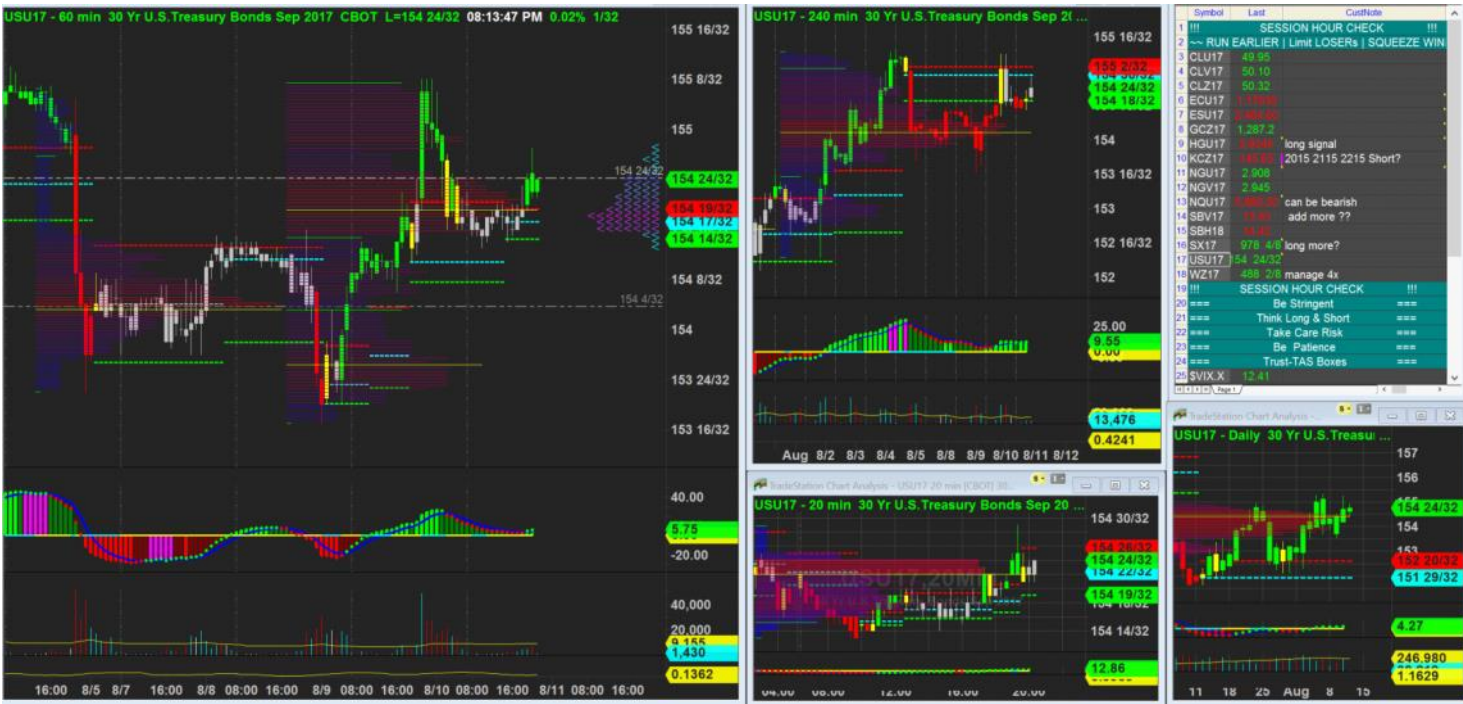 USU17 - 60 min 30 Yr U.S.Treasury Bonds Sep 2017 CBOT L=154 24/32 08:13:47 PM 0.02% 1/32
155 16/32
155 8/32
155
154 24/32
154 24/32
154 19/32
154 17/32
154 14/32
154 8/32
154 4/32
154
153 24/32
153 16/32
40.00
5.75
-20.00
40,000
20,000
9,155
1,430
0.1362
16:00 8/5 8/7 16:00 8/8 08:00 16:00 8/9 08:00 16:00 8/10 08:00 16:00 8/11 08:00 16:00
USU17 - 240 min 30 Yr U.S.Treasury Bonds Sep 2( ...
155 16/32
155 2/32
154 24/32
154 18/32
154
153 16/32
153
152 16/32
152
25.00
9.55
0.00
13,476
0.4241
Aug 8/2 8/3 8/4 8/5 8/8 8/9 8/10 8/11 8/12
TradeStation Chart Analysis - USU17 20 min [CBOT] 30...
USU17 - 20 min 30 Yr U.S.Treasury Bonds Sep 20 ...
154 30/32
154 26/32
154 24/32
154 22/32
154 19/32
154 14/32
USU17,20M
12.86
04:00 08:00 12:00 16:00 20:00
Symbol Last CustNote
1 !!! SESSION HOUR CHECK !!!
2 ~~ RUN EARLIER | Limit LOSERs | SQUEEZE WIN
3 CLU17 49.95
4 CLV17 50.10
5 CLZ17 50.32
6 ECU17
7 ESU17
8 GCZ17 1,287.2
9 HGU17 long signal
10 KCZ17 2015 2115 2215 Short?
11 NGU17 2.908
12 NGV17 2.945
13 NQU17 can be bearish
14 SBV17 add more ??
15 SBH18
16 SX17 978 4/8 long more?
17 USU17 154 24/32
18 WZ17 488 2/8 manage 4x
19 !!! SESSION HOUR CHECK !!!
20 === Be Stringent ===
21 === Think Long & Short ===
22 === Take Care Risk ===
23 === Be Patience ===
24 === Trust-TAS Boxes ===
25 $VIX.X 12.41
Page 1
TradeStation Chart Analysis - ...
USU17 - Daily 30 Yr U.S.Treasu ...
157
156
154 24/32
154
153
152 20/32
151 29/32
4.27
246,980
1.1629
11 18 25 Aug 8 15